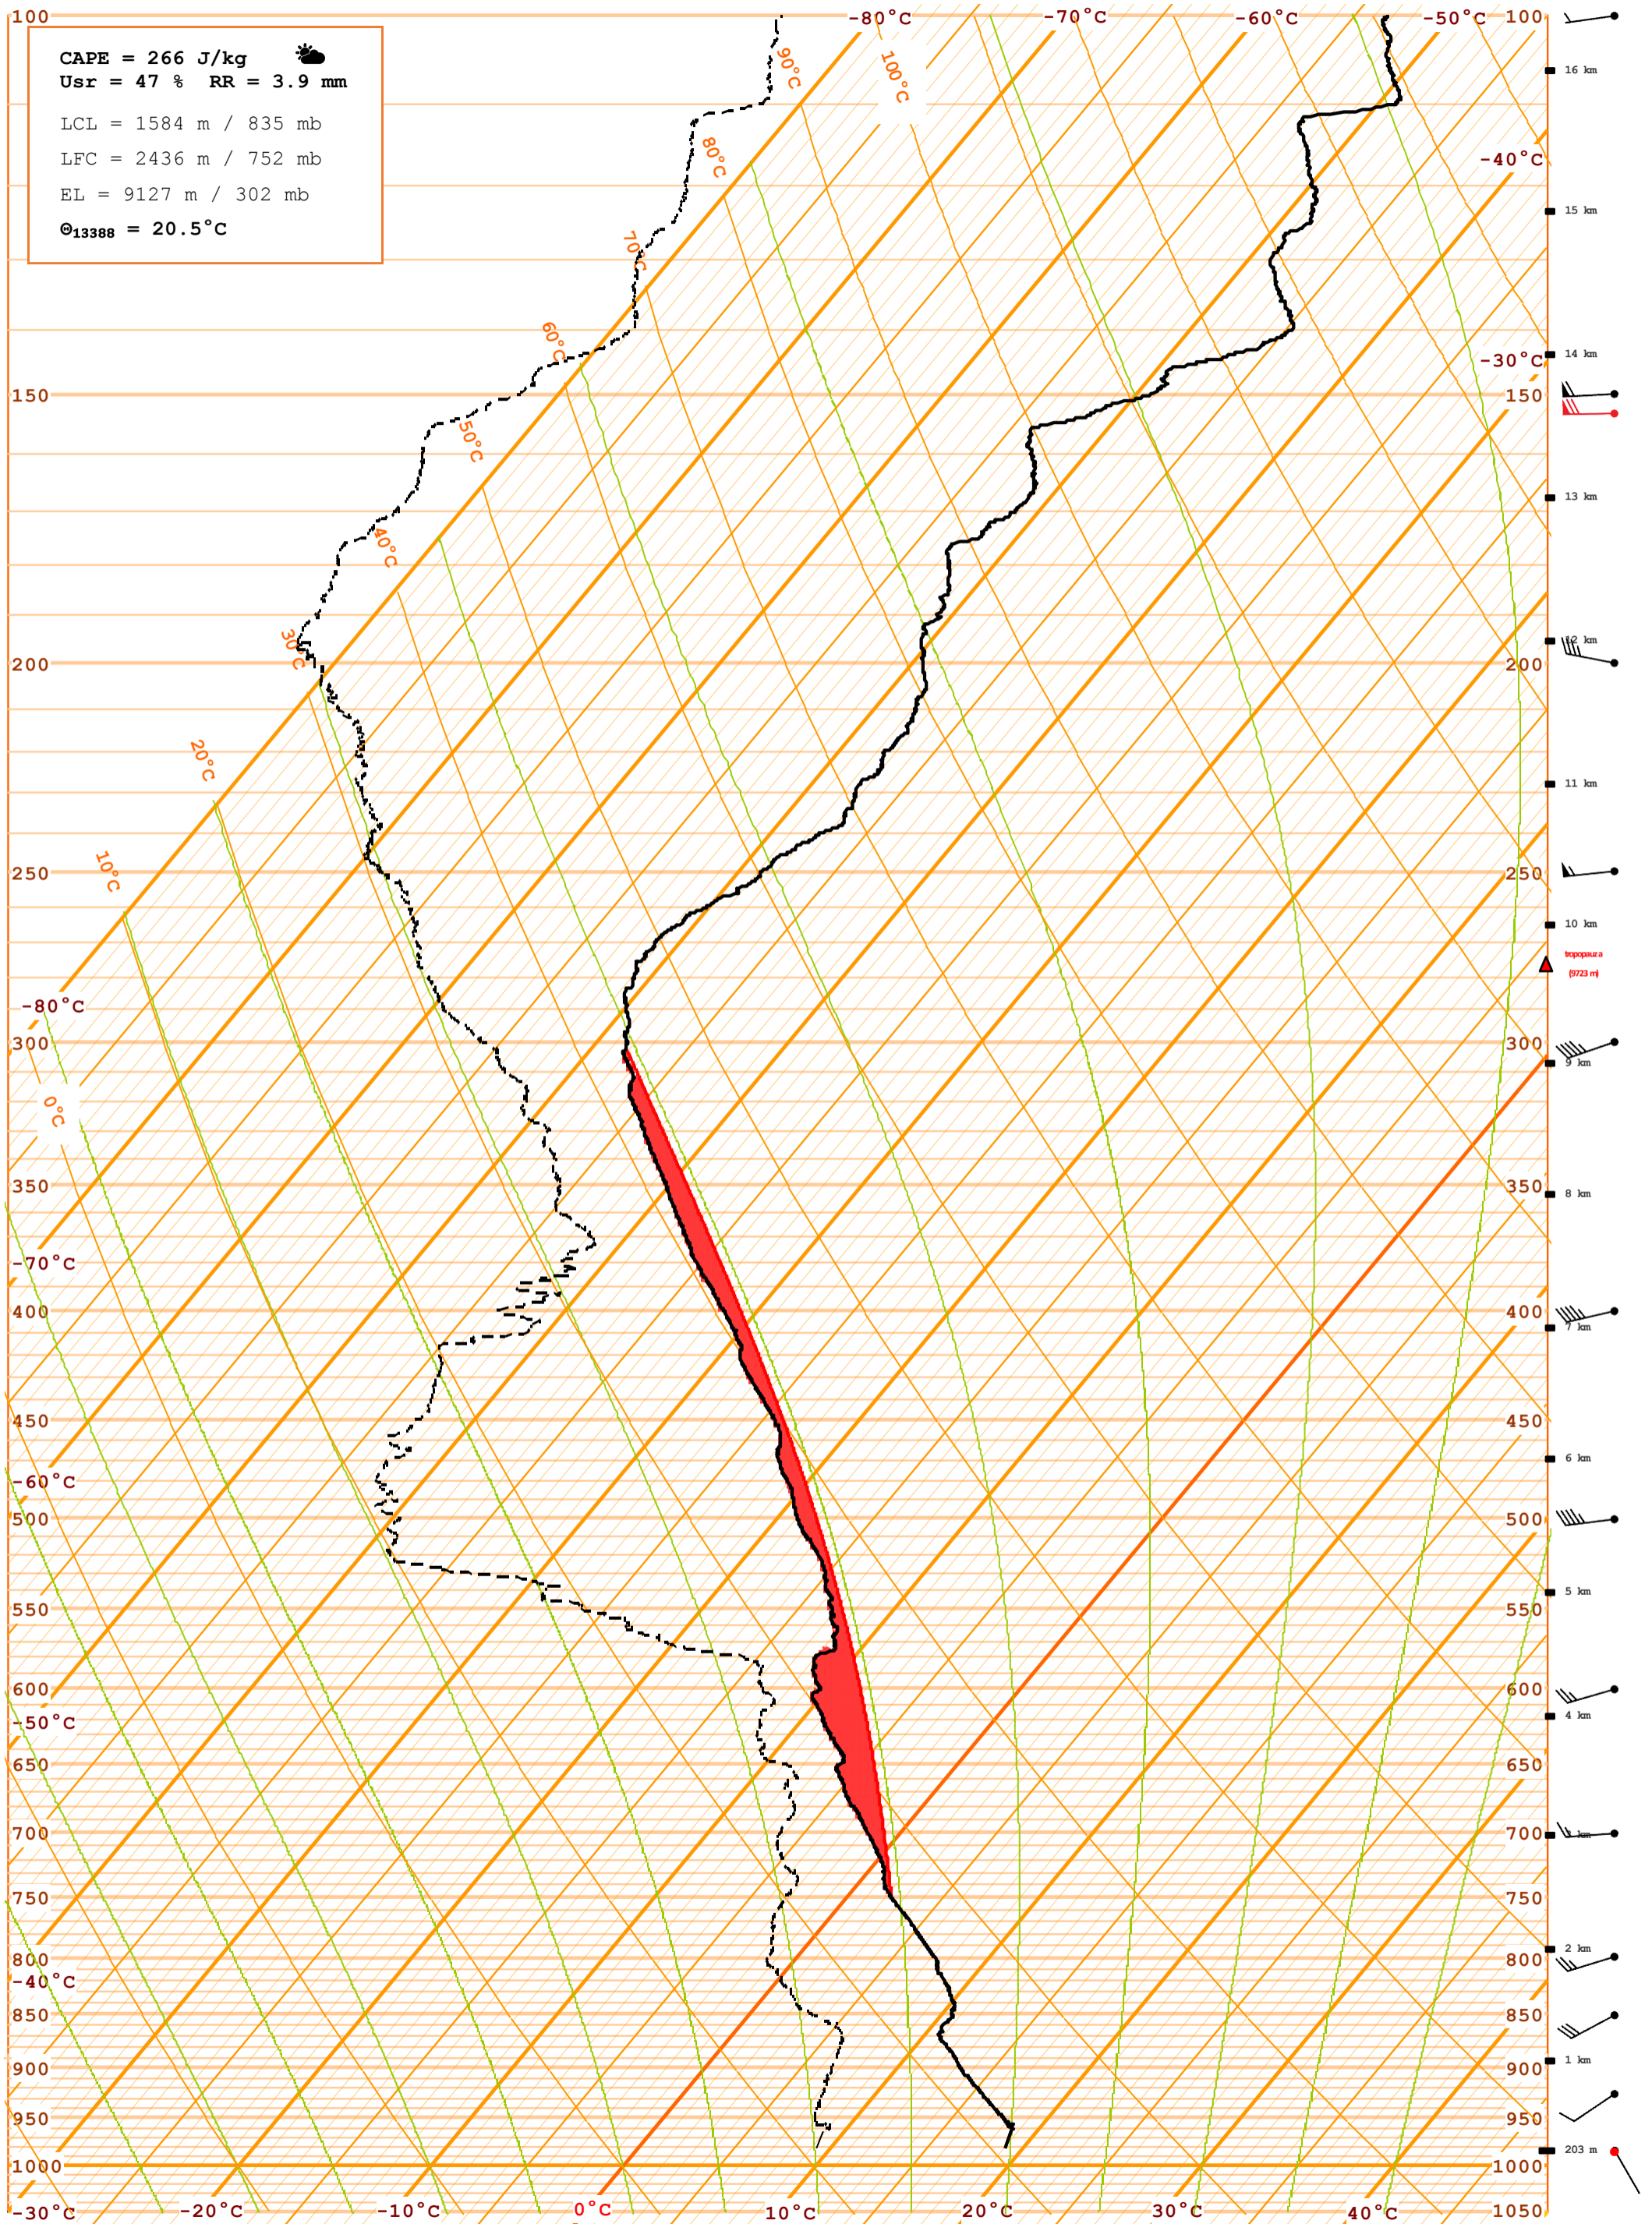 100 -80°C -70°C -60°C -50°C 100
CAPE = 266 J/kg
Usr = 47 % RR = 3.9 mm
LCL = 1584 m / 835 mb
LFC = 2436 m / 752 mb
EL = 9127 m / 302 mb
Θ13388 = 20.5°C
90°C 100°C
16 km
80°C
-40°C
15 km
70°C
60°C
-30°C 14 km
150 150
50°C
13 km
40°C
30°C
12 km
200 200
20°C
11 km
10°C
250 250
10 km
tropopauza
(9723 m)
-80°C
300 300
9 km
0°C
350 350
8 km
-70°C
400 400
7 km
450 450
6 km
-60°C
500 500
5 km
550 550
600 600
4 km
-50°C
650 650
700 700
km
750 750
2 km
800 800
-40°C
850 850
1 km
900 900
950 950
203 m
1000 1000
-30°C -20°C -10°C 0°C 10°C 20°C 30°C 40°C 1050